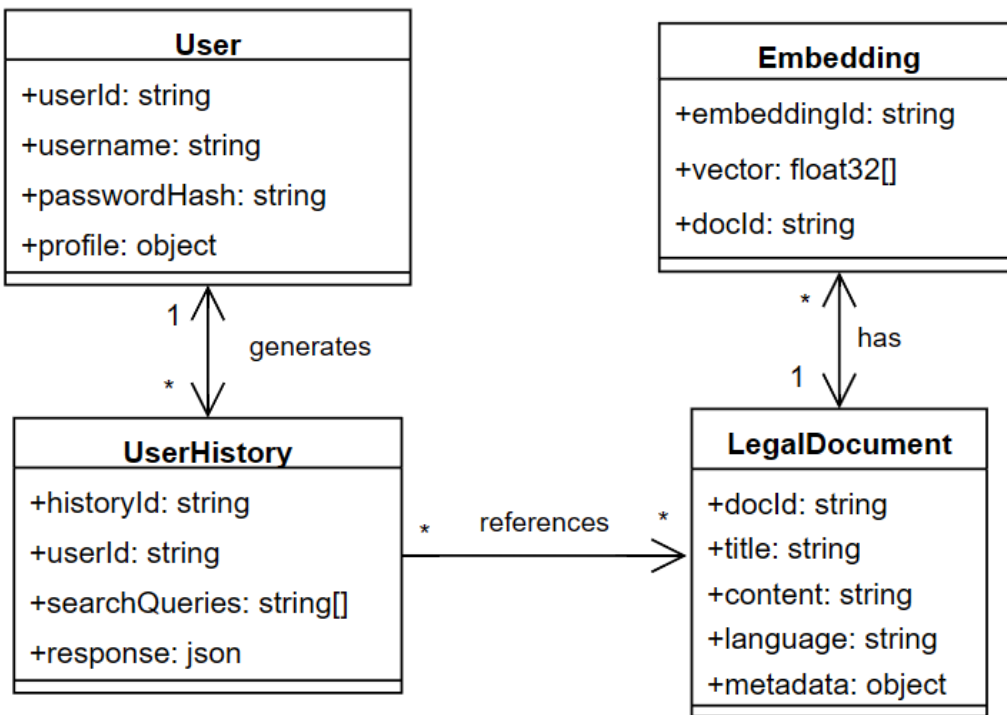 User
+userId: string
+username: string
+passwordHash: string
+profile: object
Embedding
+embeddingId: string
+vector: float32[]
+docId: string
1
generates
*
*
has
1
UserHistory
+historyId: string
+userId: string
+searchQueries: string[]
+response: json
*
references
*
LegalDocument
+docId: string
+title: string
+content: string
+language: string
+metadata: object